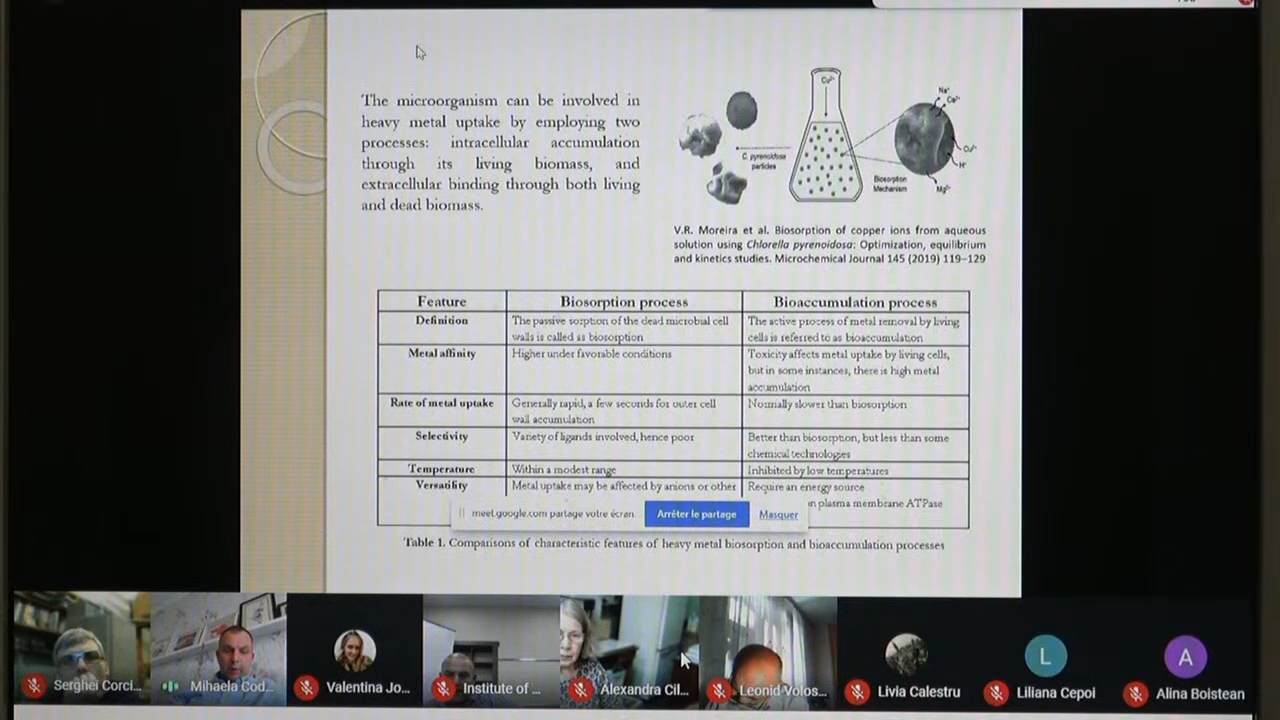 The microorganism can be involved in
heavy metal uptake by employing two
processes: intracellular accumulation
through its living biomass, and
extracellular binding through both living
and dead biomass.
Cu²⁺
Na⁺
Ca²⁺
Cu²⁺
H⁺
Mg²⁺
C. pyrenoidosa
particles
Biosorption
Mechanism
V.R. Moreira et al. Biosorption of copper ions from aqueous
solution using Chlorella pyrenoidosa: Optimization, equilibrium
and kinetics studies. Microchemical Journal 145 (2019) 119–129
Feature Biosorption process Bioaccumulation process
Definition The passive sorption of the dead microbial cell The active process of metal removal by living
walls is called as biosorption cells is referred to as bioaccumulation
Metal affinity Higher under favorable conditions Toxicity affects metal uptake by living cells,
but in some instances, there is high metal
accumulation
Rate of metal uptake Generally rapid, a few seconds for outer cell Normally slower than biosorption
wall accumulation
Selectivity Variety of ligands involved, hence poor Better than biosorption, but less than some
chemical technologies
Temperature Within a modest range Inhibited by low temperatures
Versatility Metal uptake may be affected by anions or other Require an energy source
n plasma membrane ATPase
meet.google.com partage votre écran. Arrêter le partage Masquer
Table 1. Comparisons of characteristic features of heavy metal biosorption and bioaccumulation processes
L
A
Serghei Corci...
Mihaela Cod...
Valentina Jo...
Institute of ...
Alexandra Cil...
Leonid Volos...
Livia Calestru
Liliana Cepoi
Alina Boistean